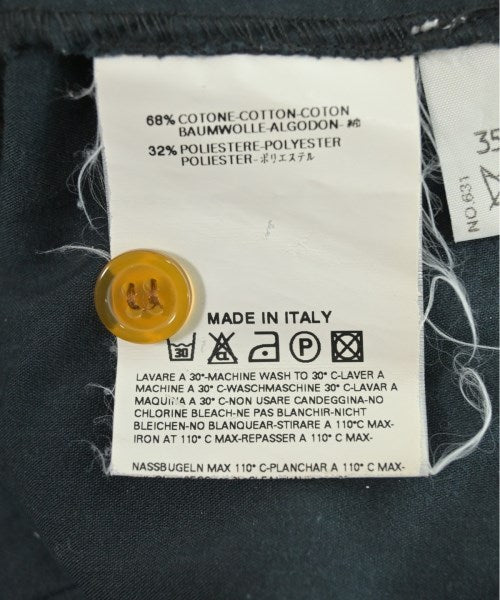 68% COTONE-COTTON-COTON
BAUMWOLLE-ALGODON-綿
32% POLIESTERE-POLYESTER
POLIESTER-ポリエステル
MADE IN ITALY
30 P
LAVARE A 30°-MACHINE WASH TO 30° C-LAVER A
MACHINE A 30° C-WASCHMASCHINE 30° C-LAVAR A
MAQUINA A 30° C-NON USARE CANDEGGINA-NO
CHLORINE BLEACH-NE PAS BLANCHIR-NICHT
BLEICHEN-NO BLANQUEAR-STIRARE A 110°C MAX-
IRON AT 110° C MAX-REPASSER A 110° C MAX-
NASSBUGELN MAX 110° C-PLANCHAR A 110° C MAX-
35
NO.631